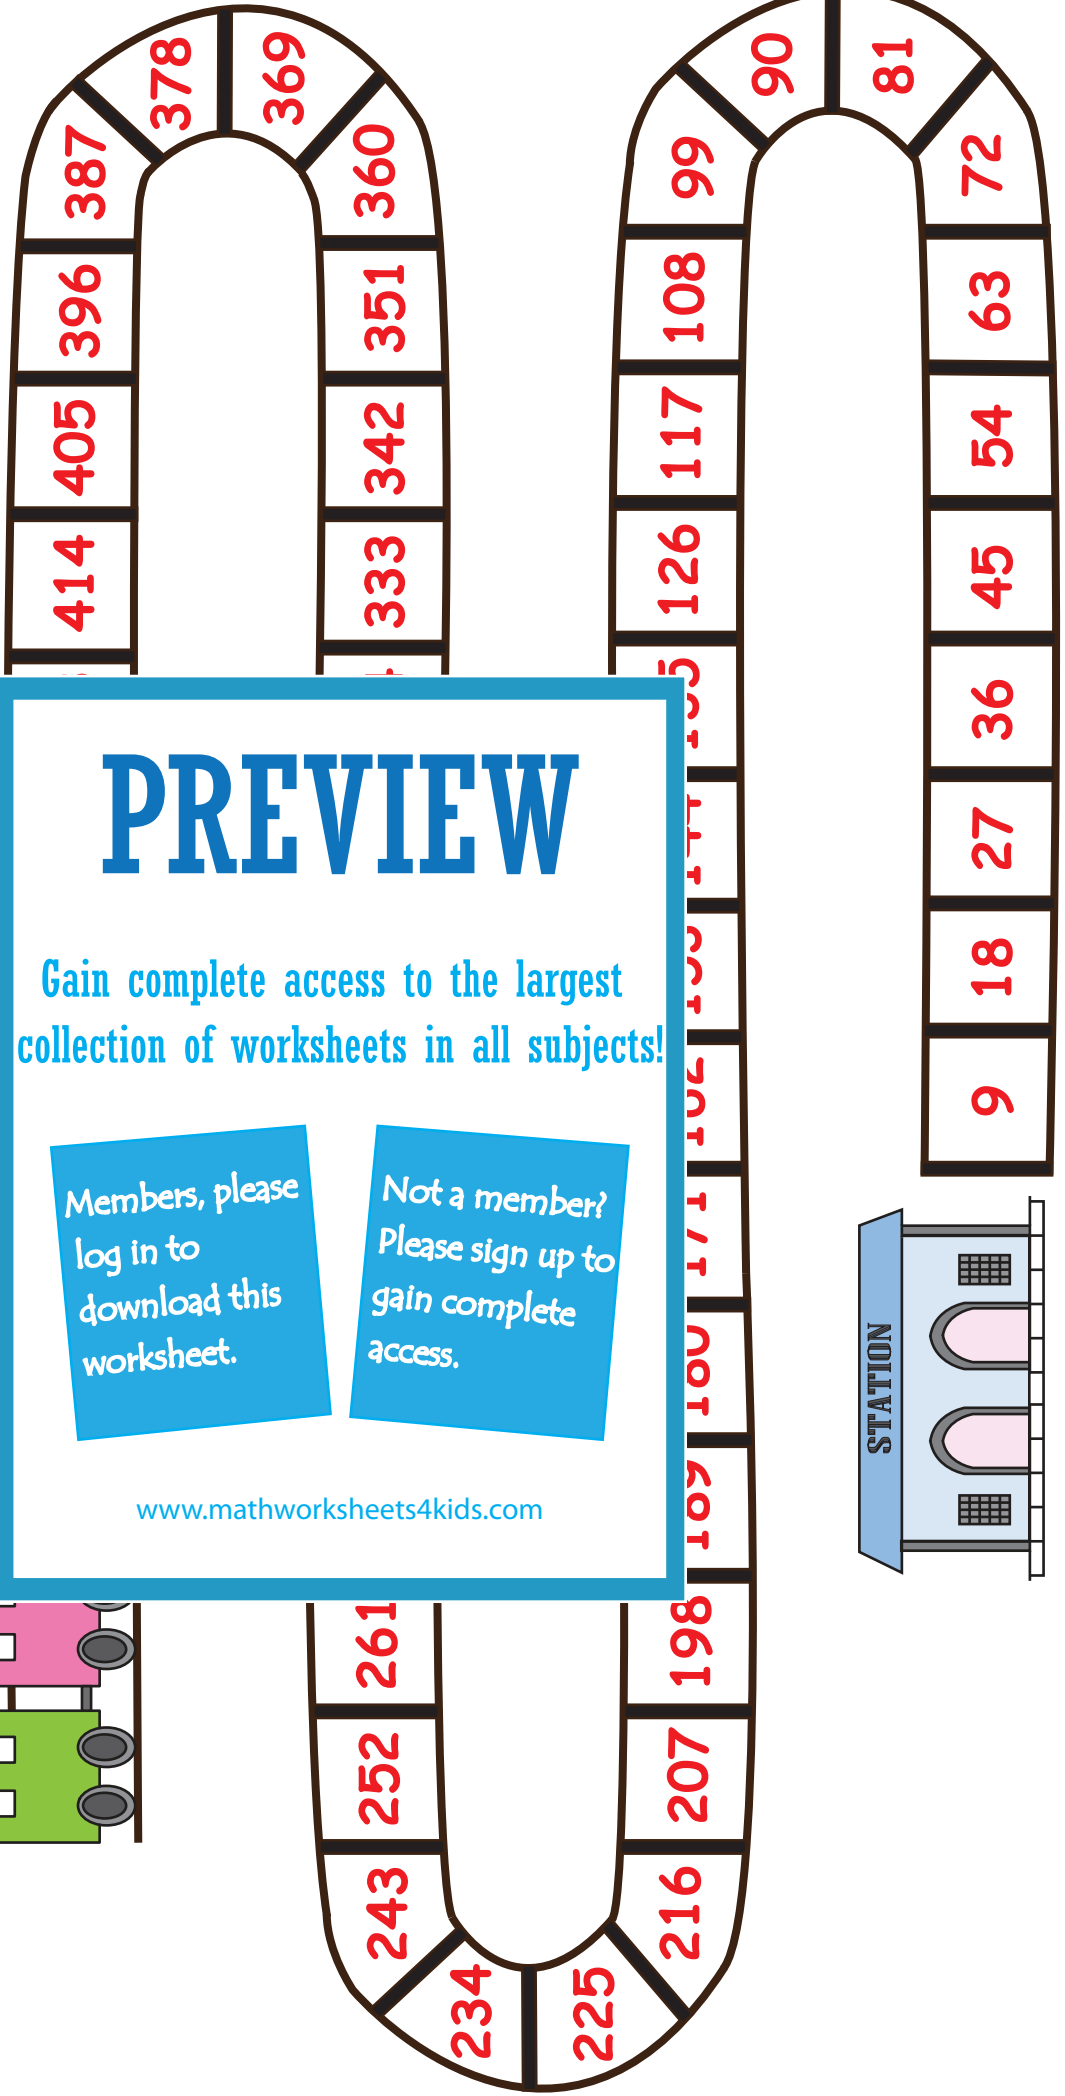 9
18
27
36
45
54
63
72
81
90
99
108
117
126
162
180
189
198
207
216
225
234
243
252
261
333
342
351
360
369
378
387
396
405
414
PREVIEW
Gain complete access to the largest
collection of worksheets in all subjects!
Members, please
log in to
download this
worksheet.
Not a member?
Please sign up to
gain complete
access.
www.mathworksheets4kids.com
STATION